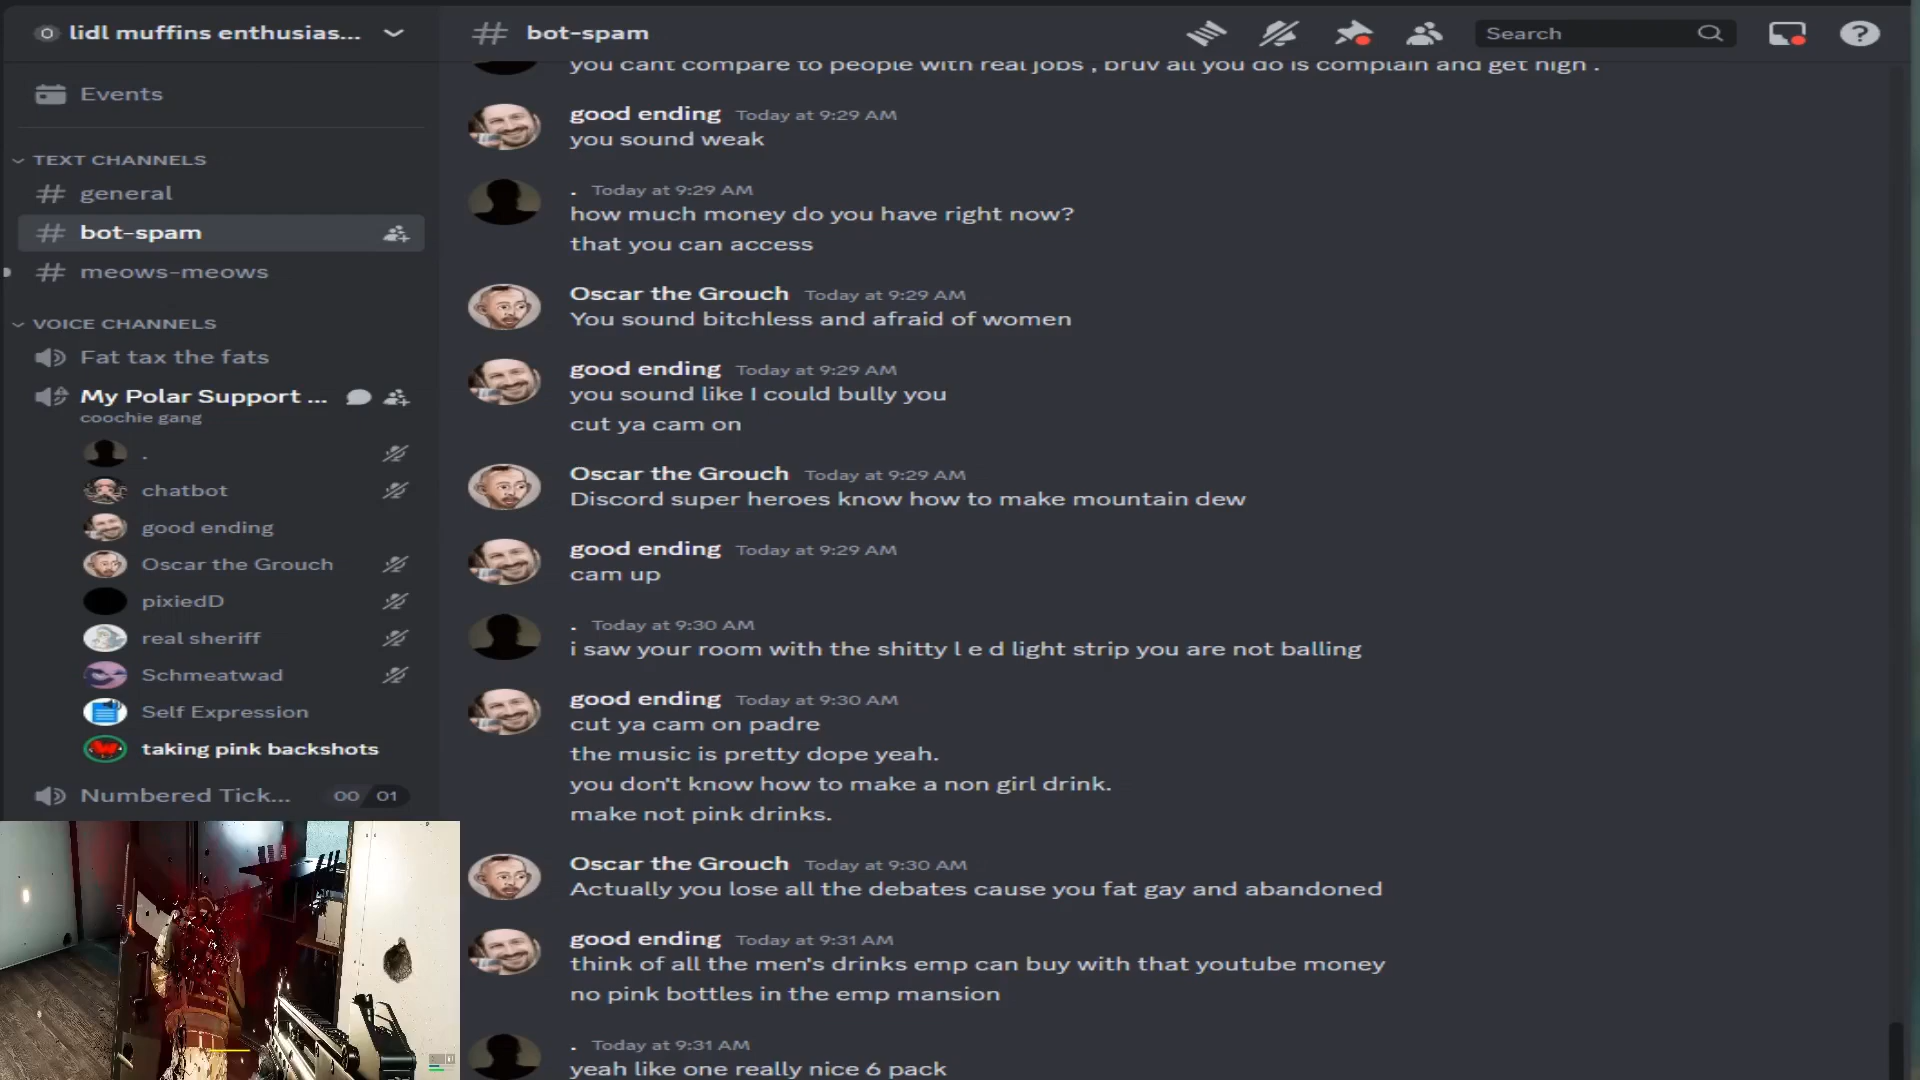 lidl muffins enthusias...
Events
TEXT CHANNELS
general
bot-spam
meows-meows
VOICE CHANNELS
Fat tax the fats
My Polar Support ...
coochie gang
.
chatbot
good ending
Oscar the Grouch
pixiedD
real sheriff
Schmeatwad
Self Expression
taking pink backshots
Numbered Tick... 00 01
# bot-spam
Search
you cant compare to people with real jobs , bruv all you do is complain and get high .
good ending Today at 9:29 AM
you sound weak
. Today at 9:29 AM
how much money do you have right now?
that you can access
Oscar the Grouch Today at 9:29 AM
You sound bitchless and afraid of women
good ending Today at 9:29 AM
you sound like I could bully you
cut ya cam on
Oscar the Grouch Today at 9:29 AM
Discord super heroes know how to make mountain dew
good ending Today at 9:29 AM
cam up
. Today at 9:30 AM
i saw your room with the shitty l e d light strip you are not balling
good ending Today at 9:30 AM
cut ya cam on padre
the music is pretty dope yeah.
you don't know how to make a non girl drink.
make not pink drinks.
Oscar the Grouch Today at 9:30 AM
Actually you lose all the debates cause you fat gay and abandoned
good ending Today at 9:31 AM
think of all the men's drinks emp can buy with that youtube money
no pink bottles in the emp mansion
. Today at 9:31 AM
yeah like one really nice 6 pack